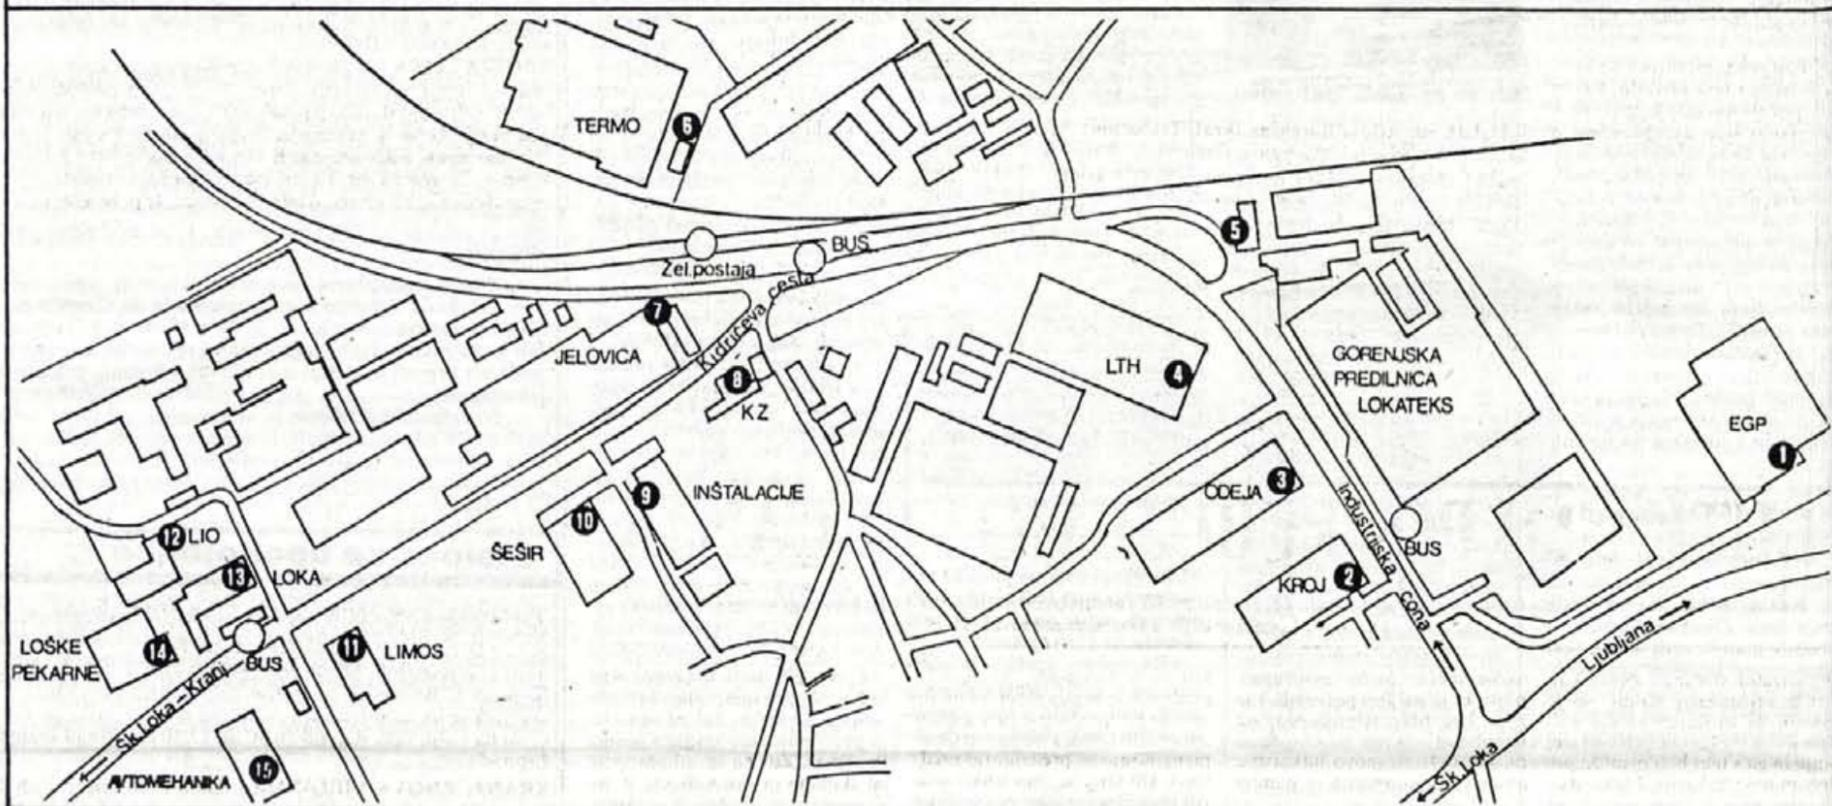 TERMO
6
BUS
Žel.postaja
5
7
JELOVICA
Kidričeva cesta
8
KZ
LTH
4
GORENJSKA
PREDILNICA
LOKATEKS
EGP
1
9
INŠTALACIJE
10
ŠEŠIR
ODEJA
3
Industrijska cona
BUS
KROJ
2
12
LIO
13
LOKA
LOŠKE
PEKARNE
14
BUS
11
LIMOS
Šk.Loka – Kranj
AVTOMEHANIKA
15
Ljubljana
Šk.Loka